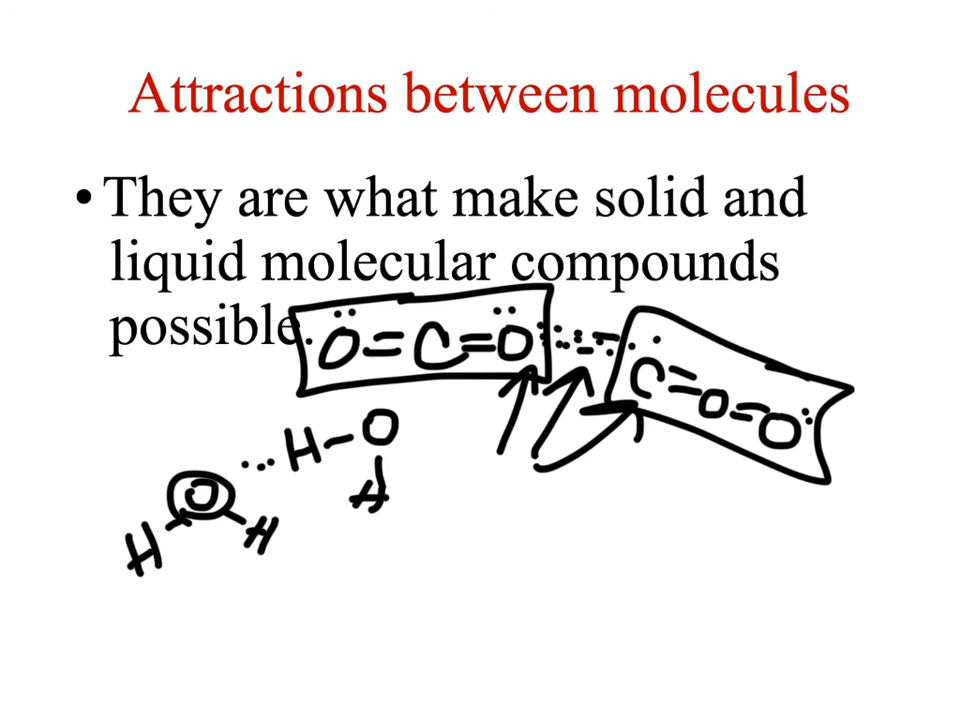 Attractions between molecules
• They are what make solid and
liquid molecular compounds
possible.
O=C=O
C=O=O
H-O
H
O
H H